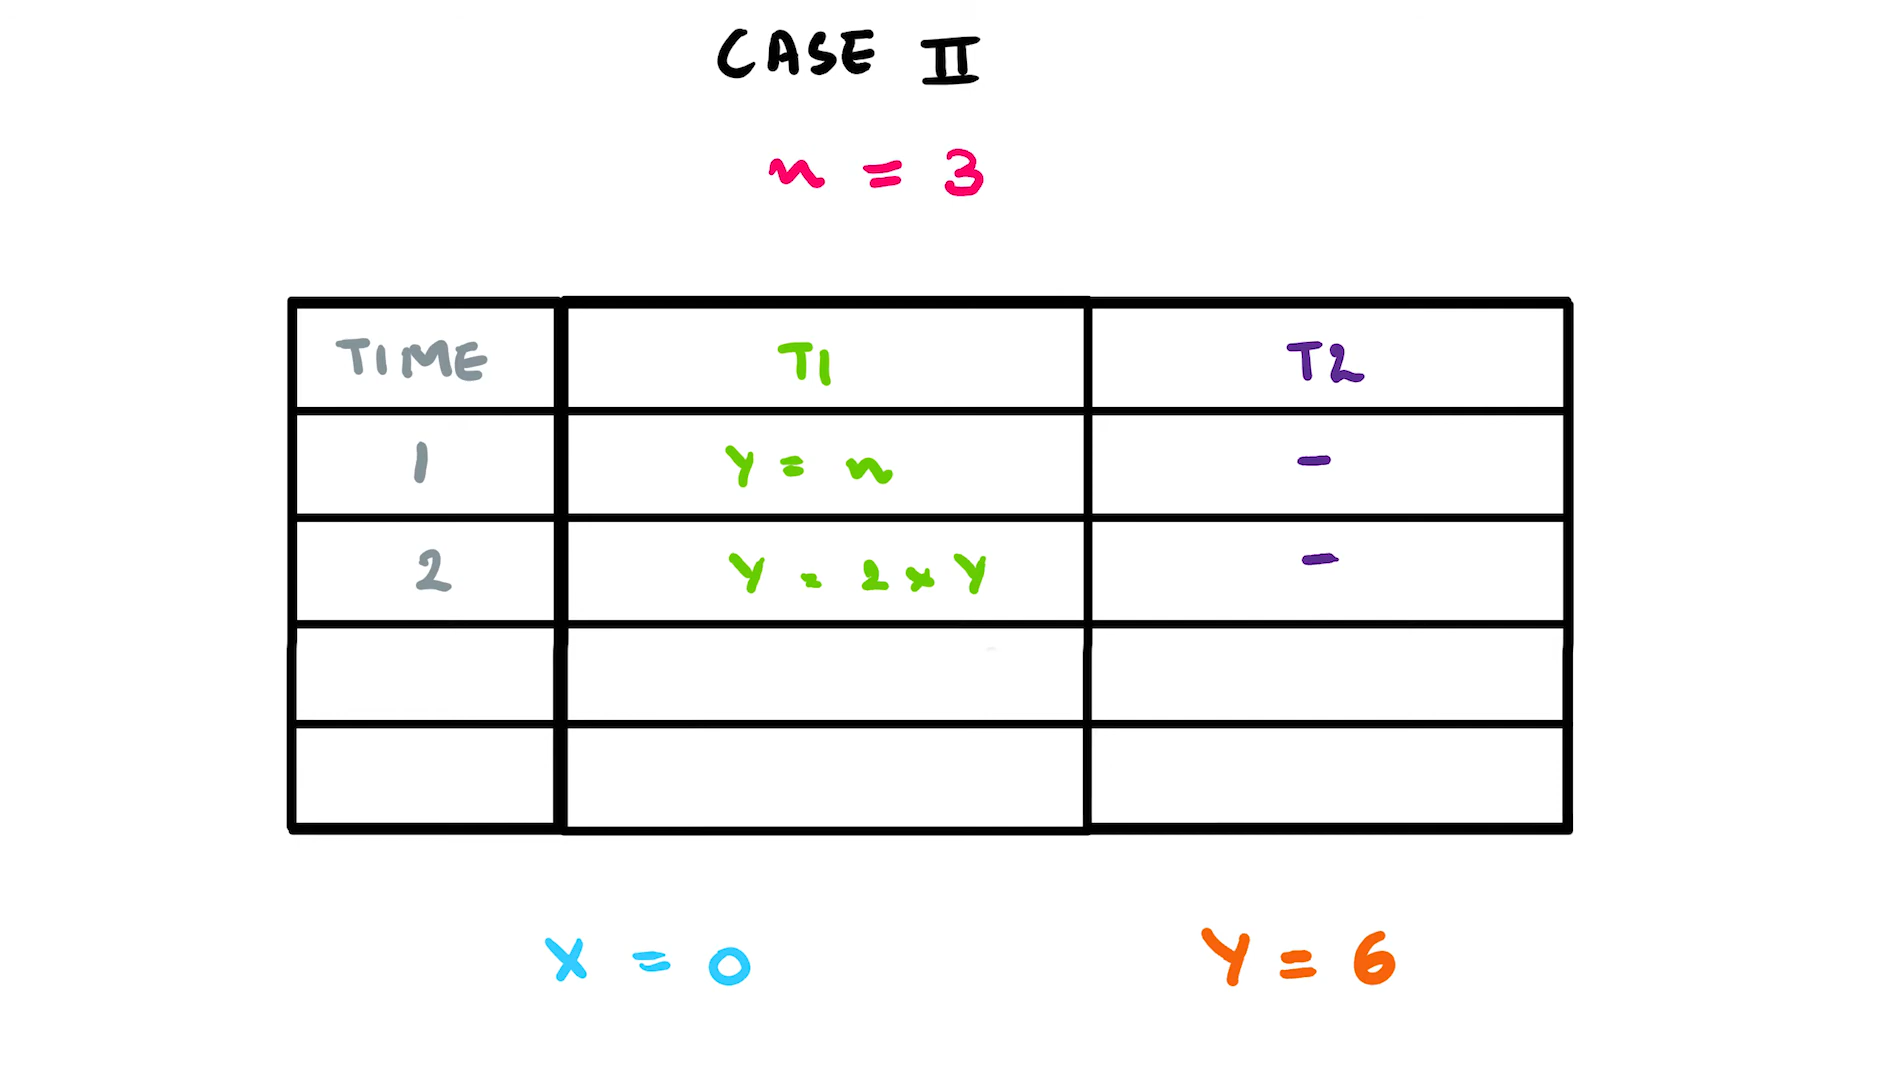 CASE II
n = 3
TIME T1 T2
1 Y = n -
2 Y = 2 * Y -
X = 0 Y = 6